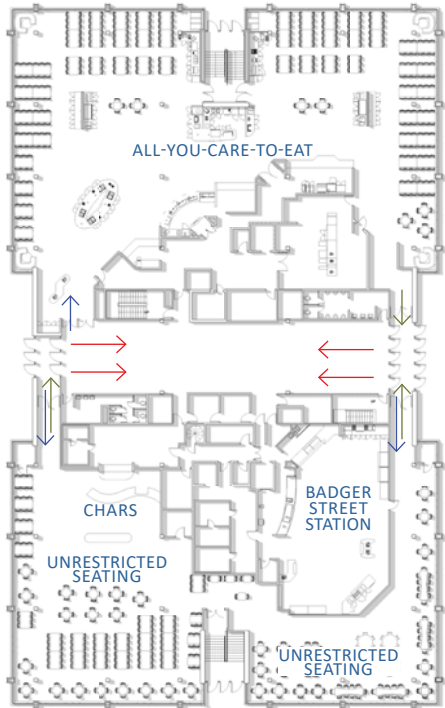 ALL-YOU-CARE-TO-EAT
CHARS
BADGER
STREET
STATION
UNRESTRICTED
SEATING
UNRESTRICTED
SEATING